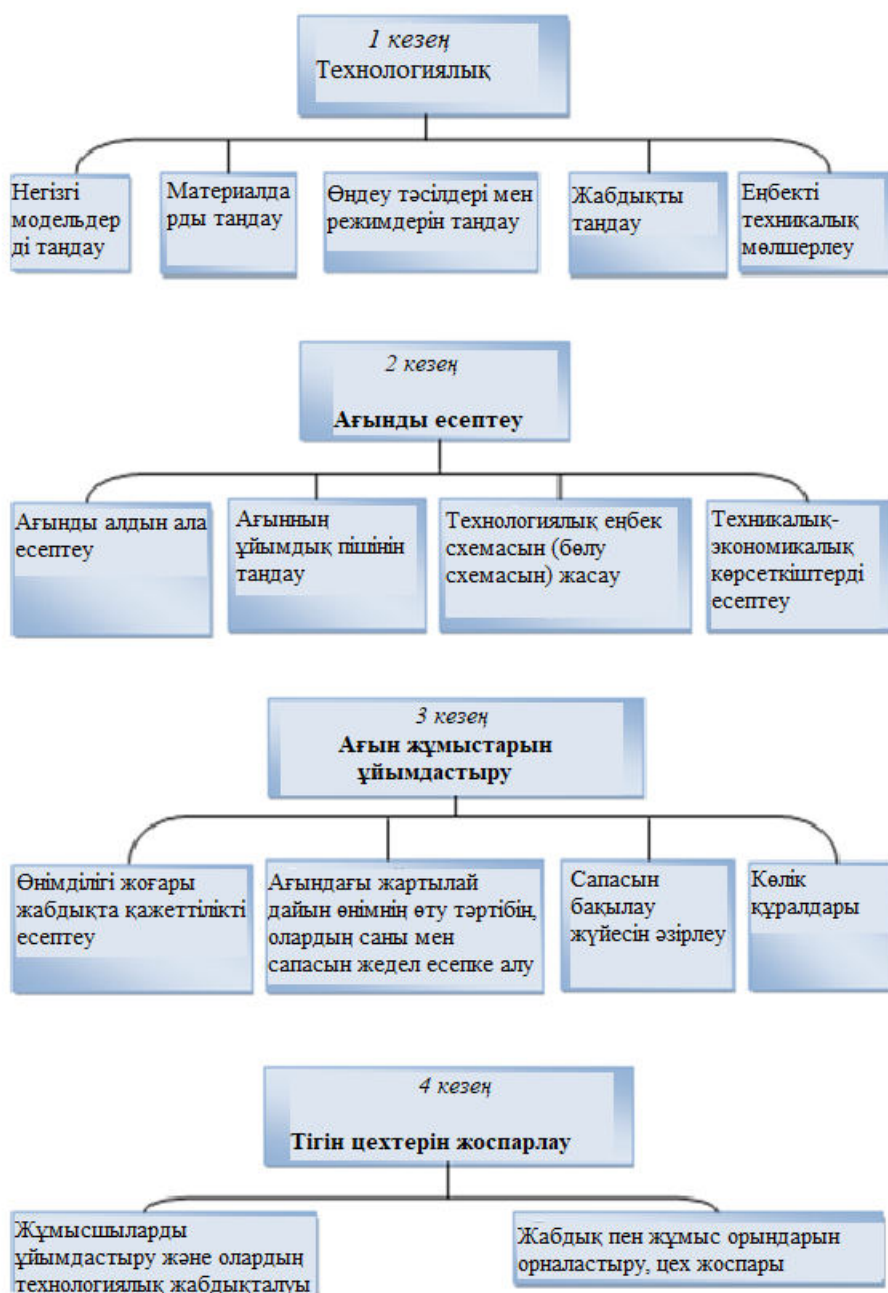 1 кезең
Технологиялық
Негізгі
модельдер
ді таңдау
Материалда
рды таңдау
Өңдеу тәсілдері мен
режимдерін таңдау
Жабдықты
таңдау
Еңбекті
техникалық
мөлшерлеу
2 кезең
Ағынды есептеу
Ағынды алдын ала
есептеу
Ағынның
ұйымдық пішінін
таңдау
Технологиялық еңбек
схемасын (бөлу
схемасын) жасау
Техникалық-
экономикалық
көрсеткіштерді
есептеу
3 кезең
Ағын жұмыстарын
ұйымдастыру
Өнімділігі жоғары
жабдықта қажеттілікті
есептеу
Ағындағы жартылай
дайын өнімнің өту тәртібін,
олардың саны мен
сапасын жедел есепке алу
Сапасын
бақылау
жүйесін әзірлеу
Көлік
құралдары
4 кезең
Тігін цехтерін жоспарлау
Жұмысшыларды
ұйымдастыру және олардың
технологиялық жабдықталуы
Жабдық пен жұмыс орындарын
орналастыру, цех жоспары